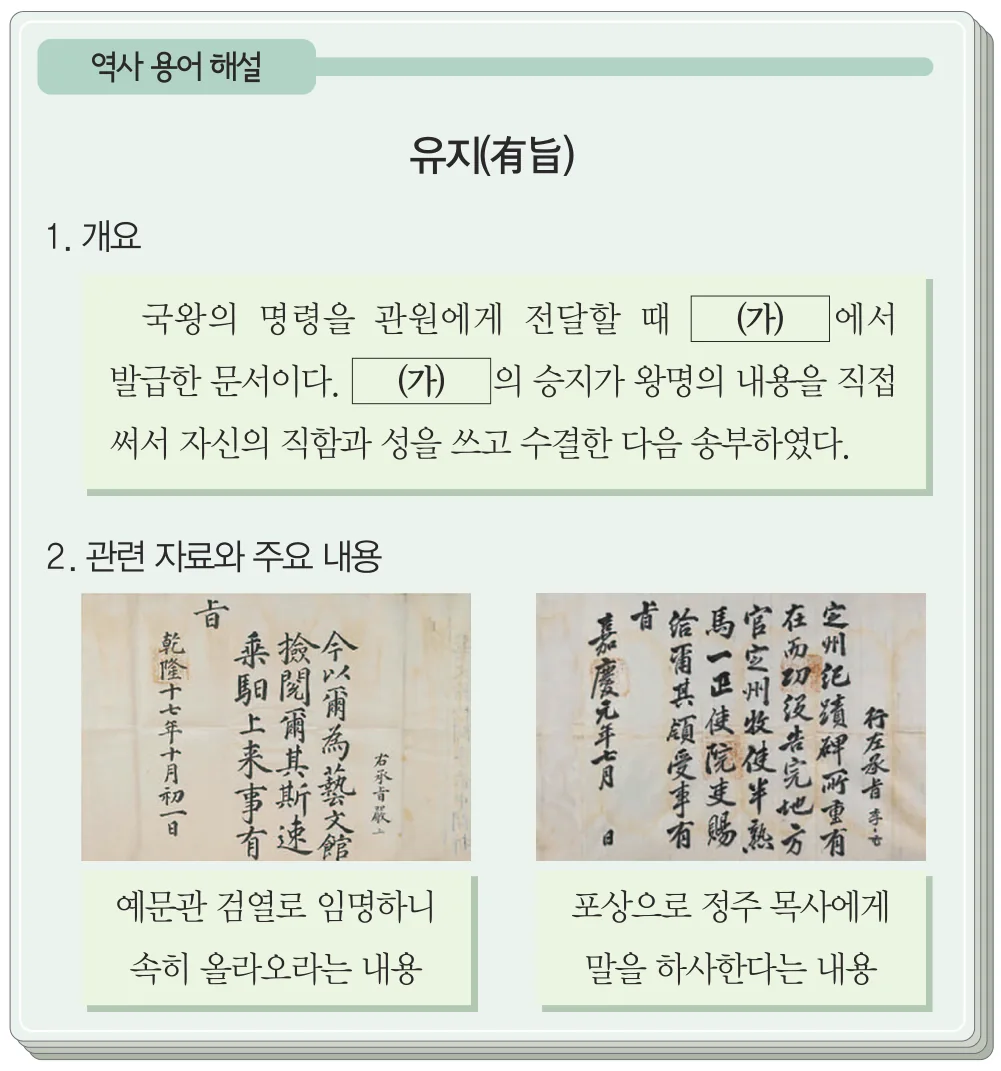 역사 용어 해설
유지(有旨)
1. 개요
국왕의 명령을 관원에게 전달할 때 (가) 에서
발급한 문서이다. (가) 의 승지가 왕명의 내용을 직접
써서 자신의 직함과 성을 쓰고 수결한 다음 송부하였다.
2. 관련 자료와 주요 내용
右承旨嚴
今以爾為藝文館
撿閱爾其斯速
乘馹上来事有
旨
乾隆十七年十月初一日
예문관 검열로 임명하니
속히 올라오라는 내용
行左承旨李
定州紀蹟碑所重有
在而功役告完地方
官定州牧使半熟
馬一匹使院吏賜
給爾其領受事有
旨
嘉慶元年七月 日
포상으로 정주 목사에게
말을 하사한다는 내용